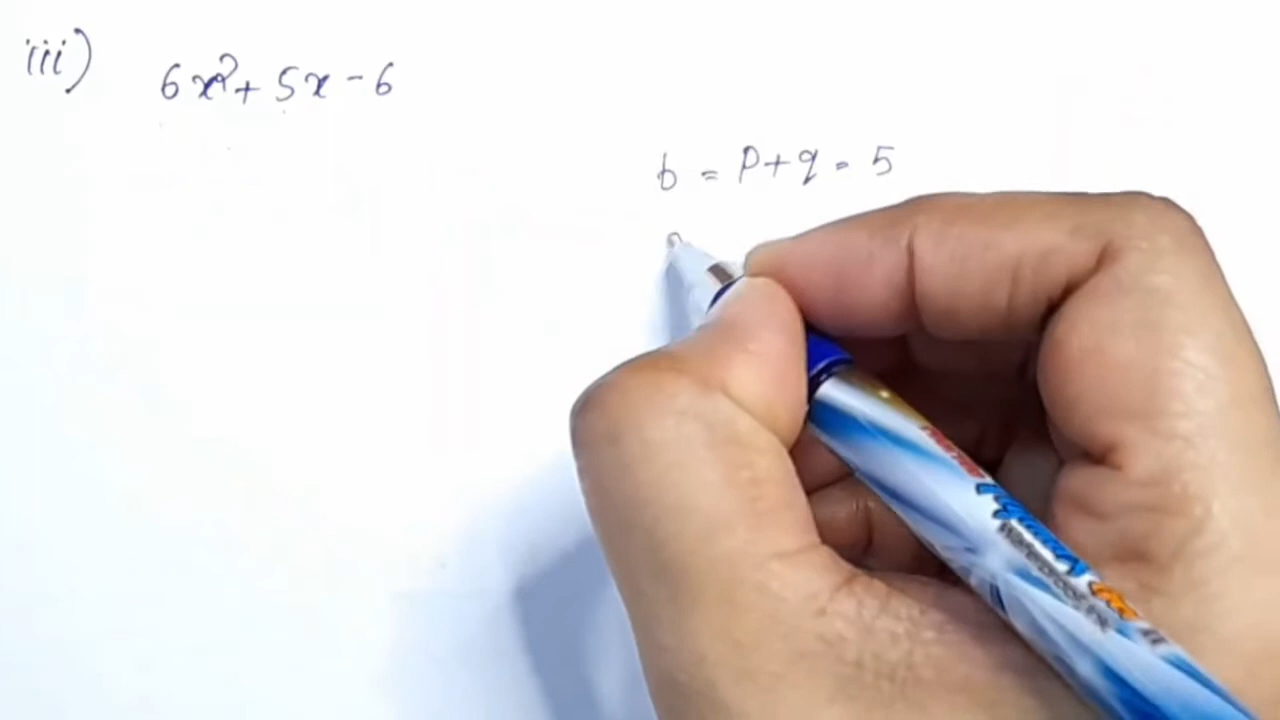 iii) 6x²+ 5x - 6
b = p+q = 5